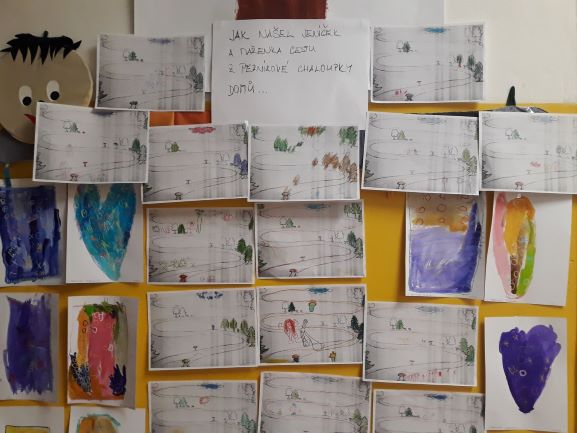 JAK NAŠEL JENÍČEK
A MAŘENKA CESTU
Z PERNÍKOVÉ CHALOUPKY
DOMŮ...